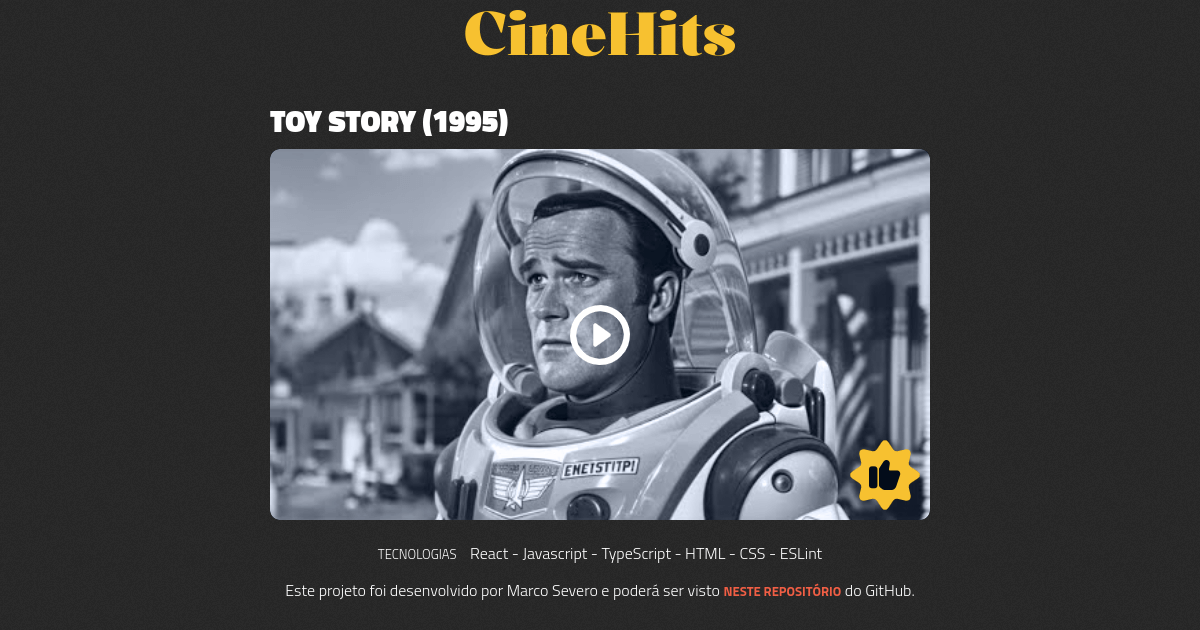 CineHits
TOY STORY (1995)
TECNOLOGIAS React - Javascript - TypeScript - HTML - CSS - ESLint
Este projeto foi desenvolvido por Marco Severo e poderá ser visto NESTE REPOSITÓRIO do GitHub.